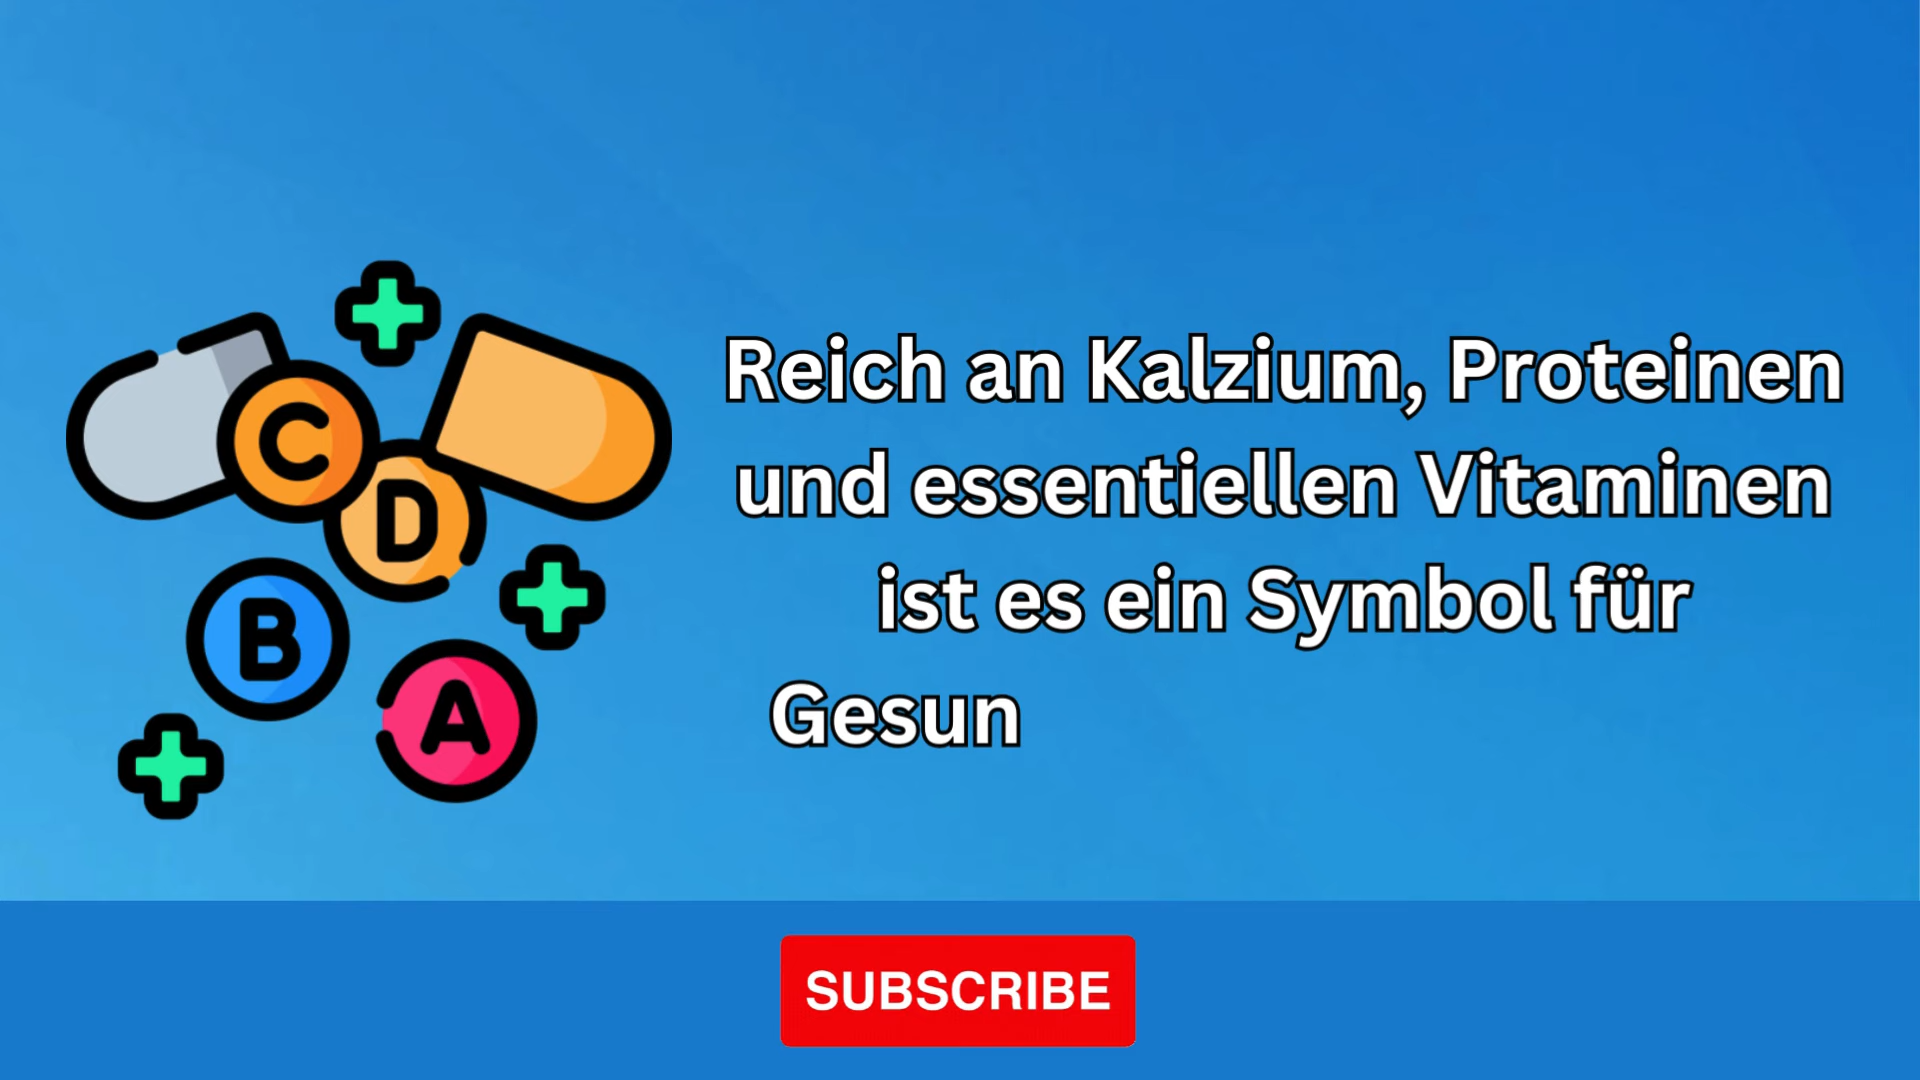 C
D
B
A
Reich an Kalzium, Proteinen
und essentiellen Vitaminen
ist es ein Symbol für
Gesun
SUBSCRIBE